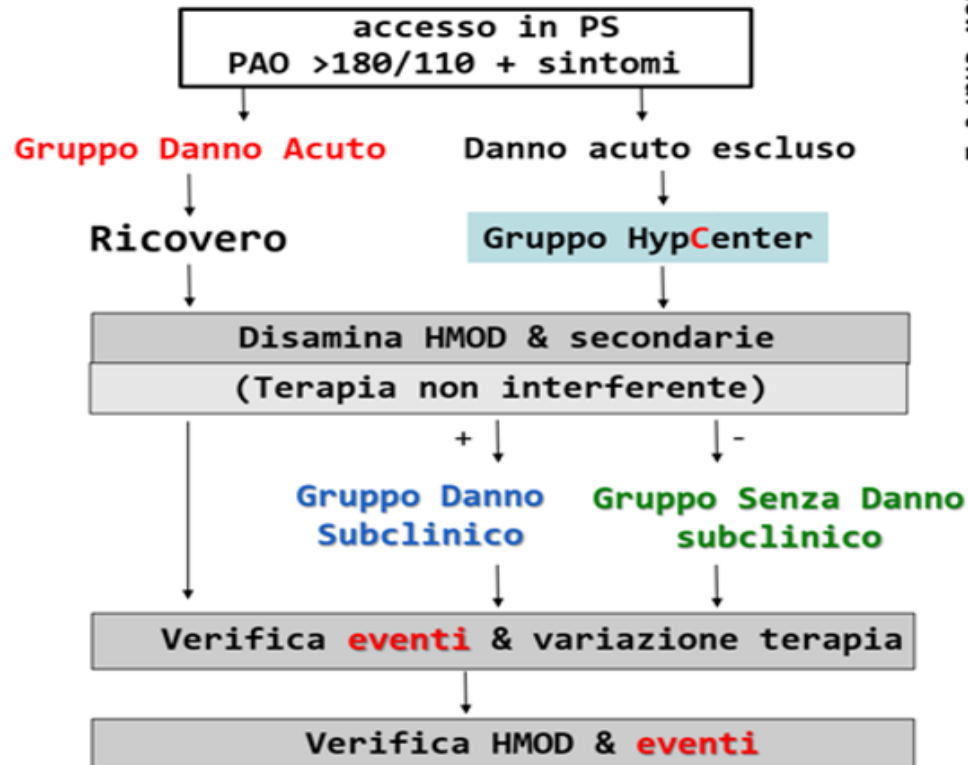 accesso in PS
PAO >180/110 + sintomi
Gruppo Danno Acuto
Danno acuto escluso
Ricovero
Gruppo HypCenter
Disamina HMOD & secondarie
(Terapia non interferente)
+
-
Gruppo Danno
Subclinico
Gruppo Senza Danno
subclinico
Verifica eventi & variazione terapia
Verifica HMOD & eventi